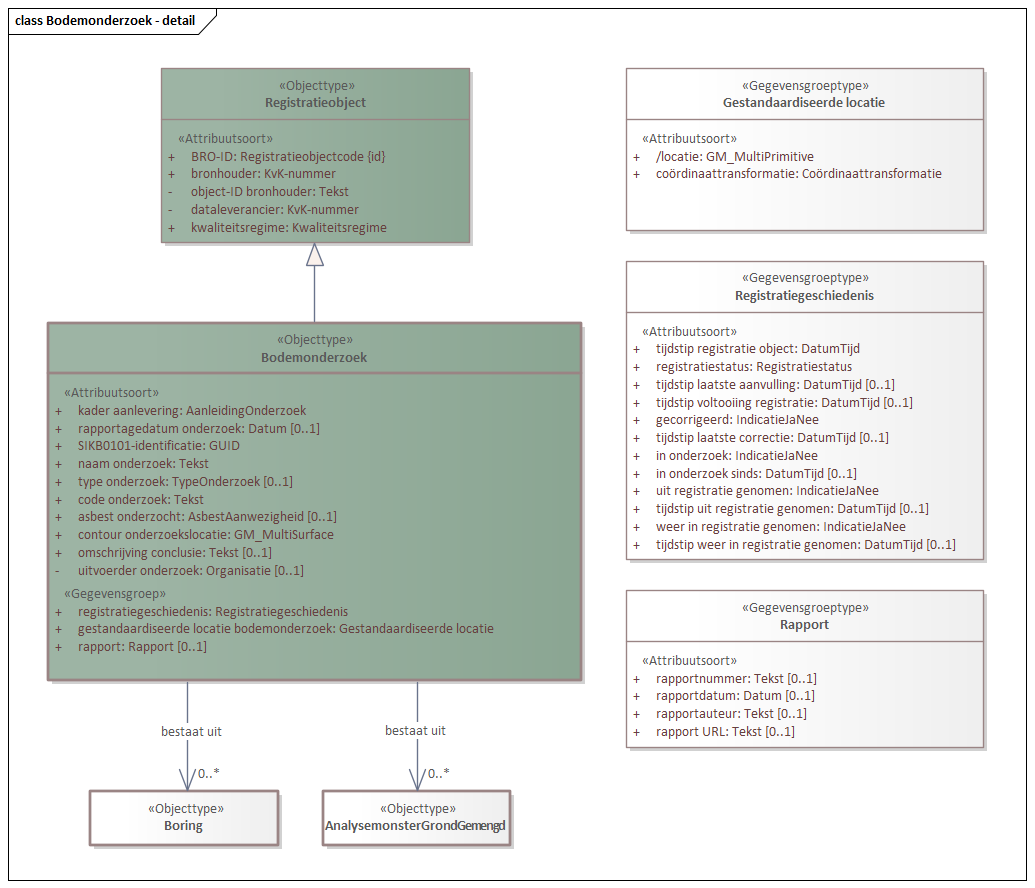 class Bodemonderzoek - detail
«Objecttype»
Registratieobject
«Attribuutsoort»
+ BRO-ID: Registratieobjectcode {id}
+ bronhouder: KvK-nummer
- object-ID bronhouder: Tekst
- dataleverancier: KvK-nummer
+ kwaliteitsregime: Kwaliteitsregime
«Objecttype»
Bodemonderzoek
«Attribuutsoort»
+ kader aanlevering: AanleidingOnderzoek
+ rapportagedatum onderzoek: Datum [0..1]
+ SIKB0101-identificatie: GUID
+ naam onderzoek: Tekst
+ type onderzoek: TypeOnderzoek [0..1]
+ code onderzoek: Tekst
+ asbest onderzocht: AsbestAanwezigheid [0..1]
+ contour onderzoekslocatie: GM_MultiSurface
+ omschrijving conclusie: Tekst [0..1]
- uitvoerder onderzoek: Organisatie [0..1]
«Gegevensgroep»
+ registratiegeschiedenis: Registratiegeschiedenis
+ gestandaardiseerde locatie bodemonderzoek: Gestandaardiseerde locatie
+ rapport: Rapport [0..1]
bestaat uit
0..*
«Objecttype»
Boring
bestaat uit
0..*
«Objecttype»
AnalysemonsterGrondGemengd
«Gegevensgroeptype»
Gestandaardiseerde locatie
«Attribuutsoort»
+ /locatie: GM_MultiPrimitive
+ coördinaattransformatie: Coördinaattransformatie
«Gegevensgroeptype»
Registratiegeschiedenis
«Attribuutsoort»
+ tijdstip registratie object: DatumTijd
+ registratiestatus: Registratiestatus
+ tijdstip laatste aanvulling: DatumTijd [0..1]
+ tijdstip voltooiing registratie: DatumTijd [0..1]
+ gecorrigeerd: IndicatieJaNee
+ tijdstip laatste correctie: DatumTijd [0..1]
+ in onderzoek: IndicatieJaNee
+ in onderzoek sinds: DatumTijd [0..1]
+ uit registratie genomen: IndicatieJaNee
+ tijdstip uit registratie genomen: DatumTijd [0..1]
+ weer in registratie genomen: IndicatieJaNee
+ tijdstip weer in registratie genomen: DatumTijd [0..1]
«Gegevensgroeptype»
Rapport
«Attribuutsoort»
+ rapportnummer: Tekst [0..1]
+ rapportdatum: Datum [0..1]
+ rapportauteur: Tekst [0..1]
+ rapport URL: Tekst [0..1]